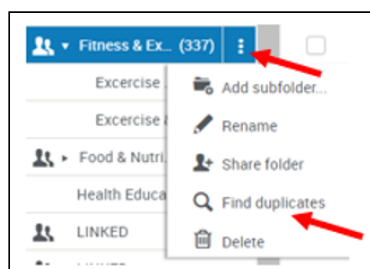 Fitness & Ex... (337)
Excercise
Add subfolder...
Excercise
Rename
Food & Nutri
Share folder
Health Educa
Find duplicates
LINKED
Delete